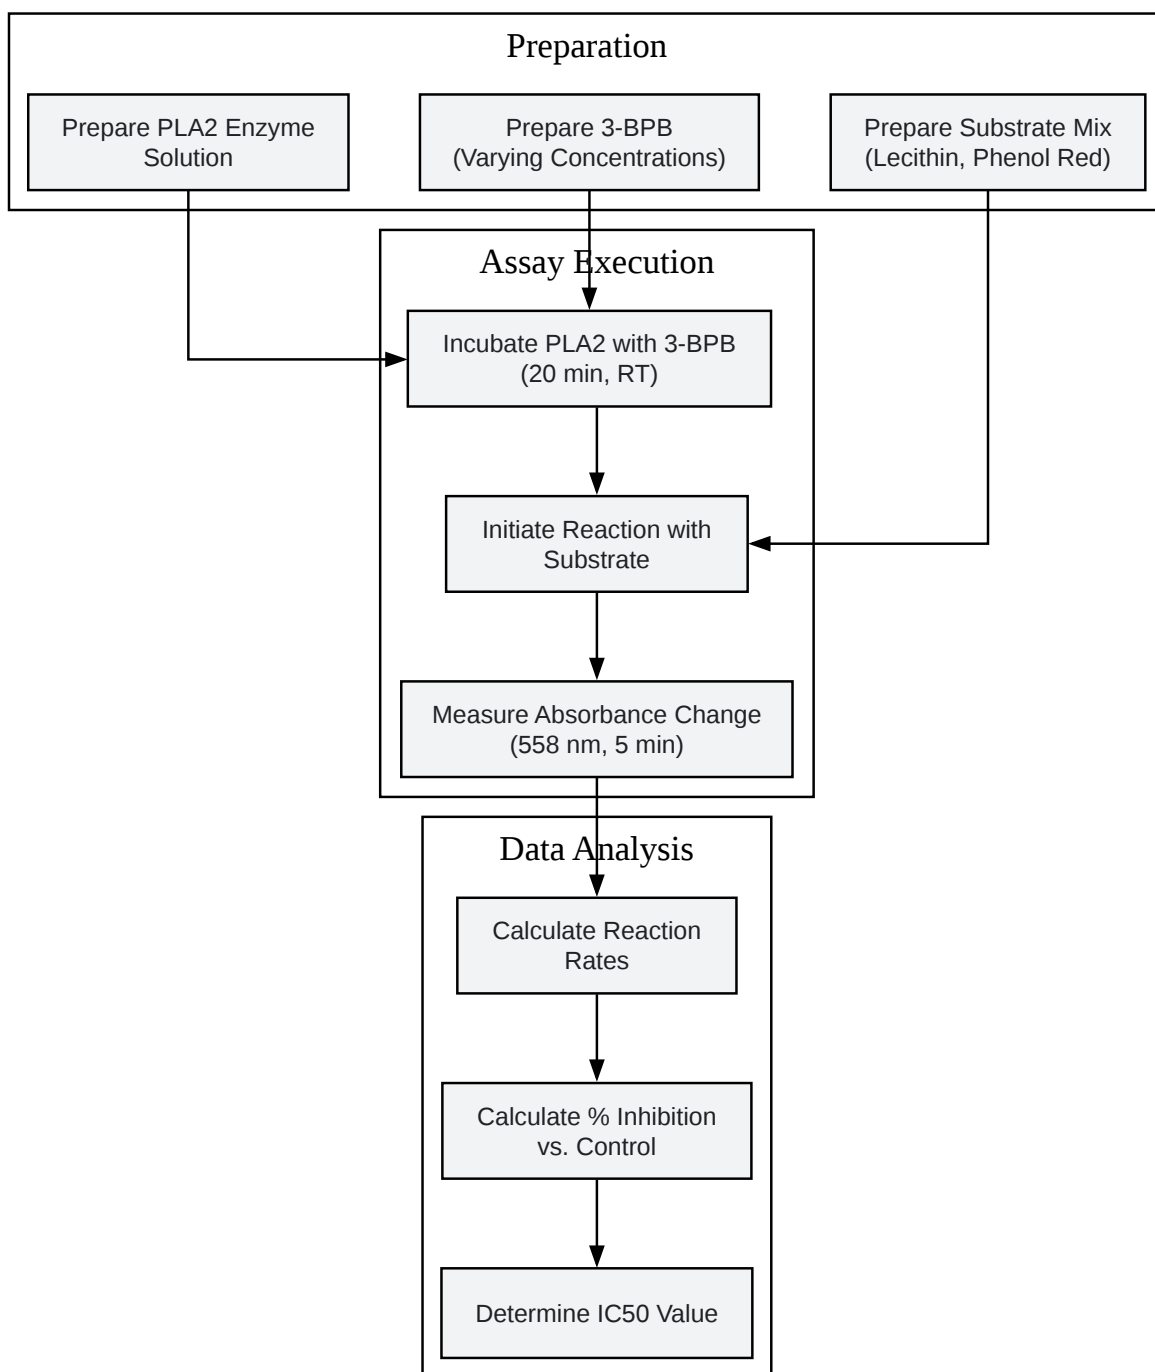 Preparation
Prepare PLA2 Enzyme
Solution
Prepare 3-BPB
(Varying Concentrations)
Prepare Substrate Mix
(Lecithin, Phenol Red)
Assay Execution
Incubate PLA2 with 3-BPB
(20 min, RT)
Initiate Reaction with
Substrate
Measure Absorbance Change
(558 nm, 5 min)
Data Analysis
Calculate Reaction
Rates
Calculate % Inhibition
vs. Control
Determine IC50 Value